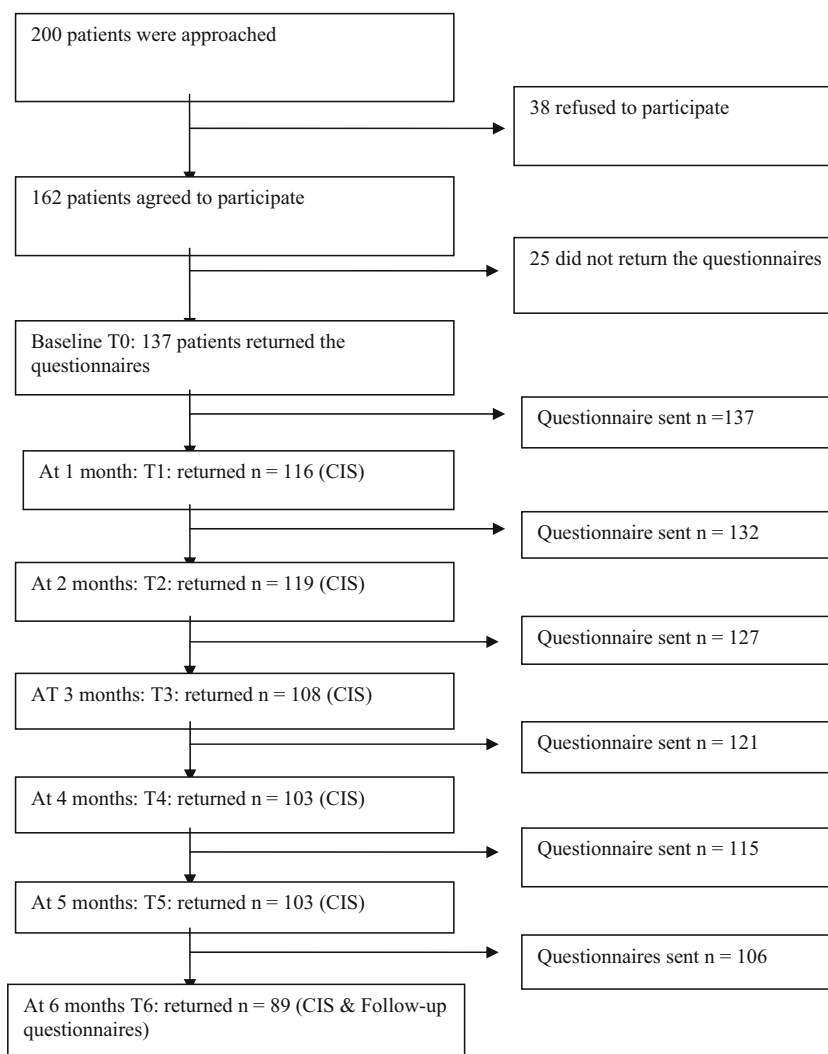 200 patients were approached
38 refused to participate
162 patients agreed to participate
25 did not return the questionnaires
Baseline T0: 137 patients returned the
questionnaires
Questionnaire sent n =137
At 1 month: T1: returned n = 116 (CIS)
Questionnaire sent n = 132
At 2 months: T2: returned n = 119 (CIS)
Questionnaire sent n = 127
AT 3 months: T3: returned n = 108 (CIS)
Questionnaire sent n = 121
At 4 months: T4: returned n = 103 (CIS)
Questionnaire sent n = 115
At 5 months: T5: returned n = 103 (CIS)
Questionnaires sent n = 106
At 6 months T6: returned n = 89 (CIS & Follow-up
questionnaires)